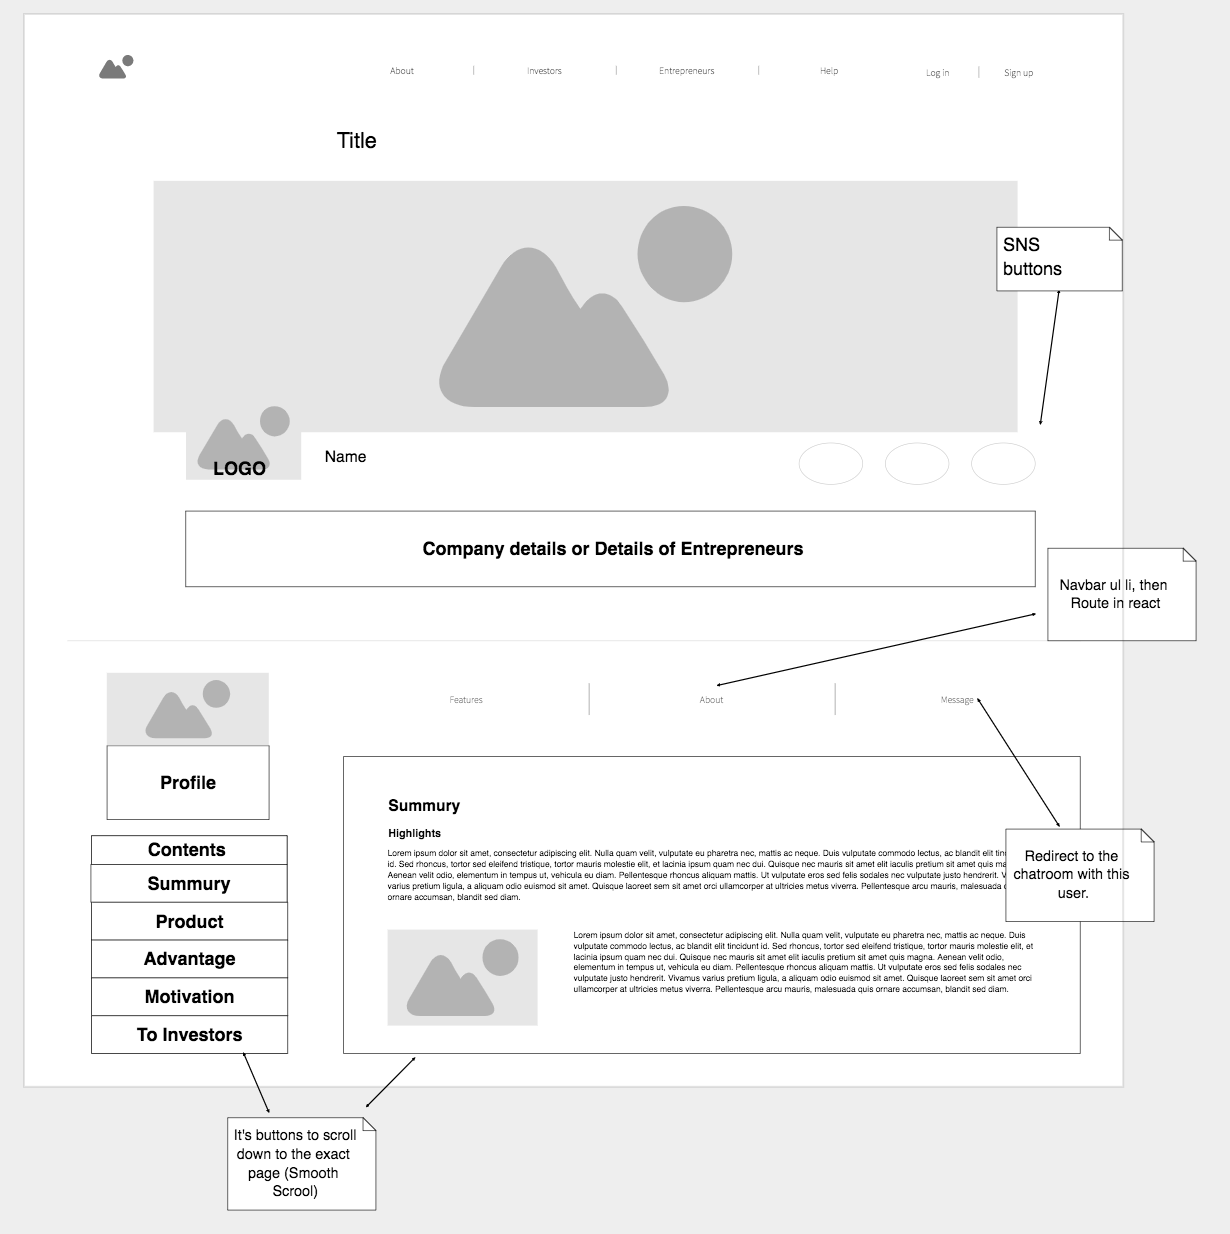 About
Investors
Entrepreneurs
Help
Log in
Sign up
Title
SNS
buttons
LOGO
Name
Company details or Details of Entrepreneurs
Navbar ul li, then
Route in react
Features
About
Message
Profile
Contents
Summury
Product
Advantage
Motivation
To Investors
Summury
Highlights
Lorem ipsum dolor sit amet, consectetur adipiscing elit. Nulla quam velit, vulputate eu pharetra nec, mattis ac neque. Duis vulputate commodo lectus, ac blandit elit
id. Sed rhoncus, tortor sed eleifend tristique, tortor mauris molestie elit, et lacinia ipsum quam nec dui. Quisque nec mauris sit amet elit iaculis pretium sit amet quis
Aenean velit odio, elementum in tempus ut, vehicula eu diam. Pellentesque rhoncus aliquam mattis. Ut vulputate eros sed felis sodales nec vulputate justo hendrerit.
varius pretium ligula, a aliquam odio euismod sit amet. Quisque laoreet sem sit amet orci ullamcorper at ultricies metus viverra. Pellentesque arcu mauris, malesuada
ornare accumsan, blandit sed diam.
Redirect to the
chatroom with this
user.
Lorem ipsum dolor sit amet, consectetur adipiscing elit. Nulla quam velit, vulputate eu pharetra nec, mattis ac neque. Duis
vulputate commodo lectus, ac blandit elit tincidunt id. Sed rhoncus, tortor sed eleifend tristique, tortor mauris molestie elit, et
lacinia ipsum quam nec dui. Quisque nec mauris sit amet elit iaculis pretium sit amet quis magna. Aenean velit odio,
elementum in tempus ut, vehicula eu diam. Pellentesque rhoncus aliquam mattis. Ut vulputate eros sed felis sodales nec
vulputate justo hendrerit. Vivamus varius pretium ligula, a aliquam odio euismod sit amet. Quisque laoreet sem sit amet orci
ullamcorper at ultricies metus viverra. Pellentesque arcu mauris, malesuada quis ornare accumsan, blandit sed diam.
It's buttons to scroll
down to the exact
page (Smooth
Scrool)